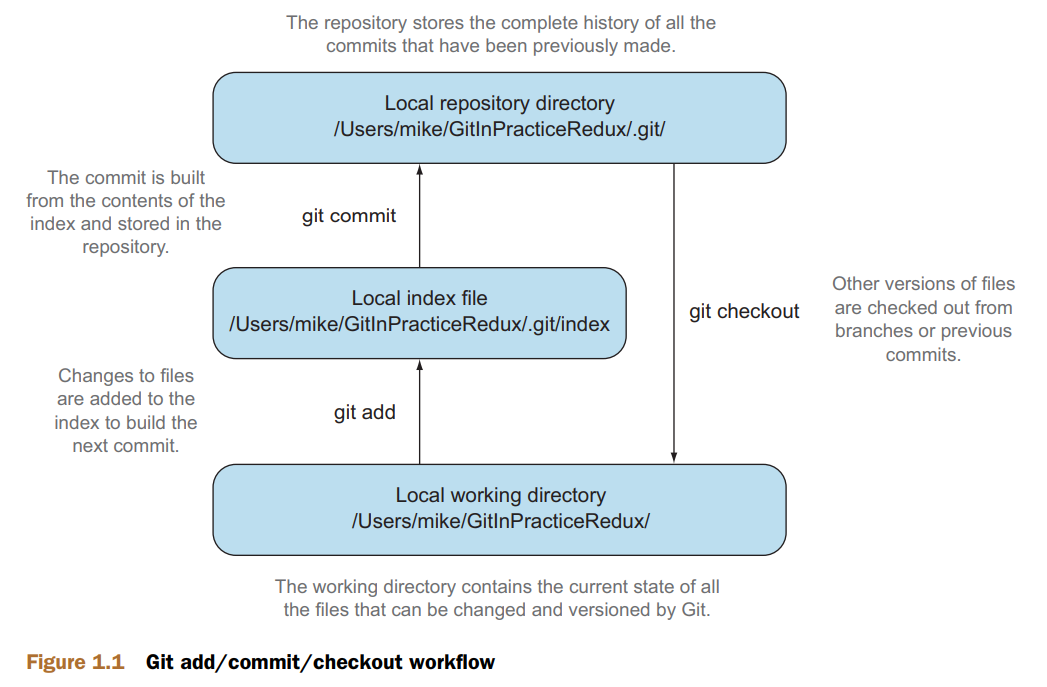 The repository stores the complete history of all the
commits that have been previously made.
Local repository directory
/Users/mike/GitInPracticeRedux/.git/
The commit is built
from the contents of the
index and stored in the
repository.
git commit
Local index file
/Users/mike/GitInPracticeRedux/.git/index
git checkout
Other versions of files
are checked out from
branches or previous
commits.
Changes to files
are added to the
index to build the
next commit.
git add
Local working directory
/Users/mike/GitInPracticeRedux/
The working directory contains the current state of all
the files that can be changed and versioned by Git.
Figure 1.1 Git add/commit/checkout workflow